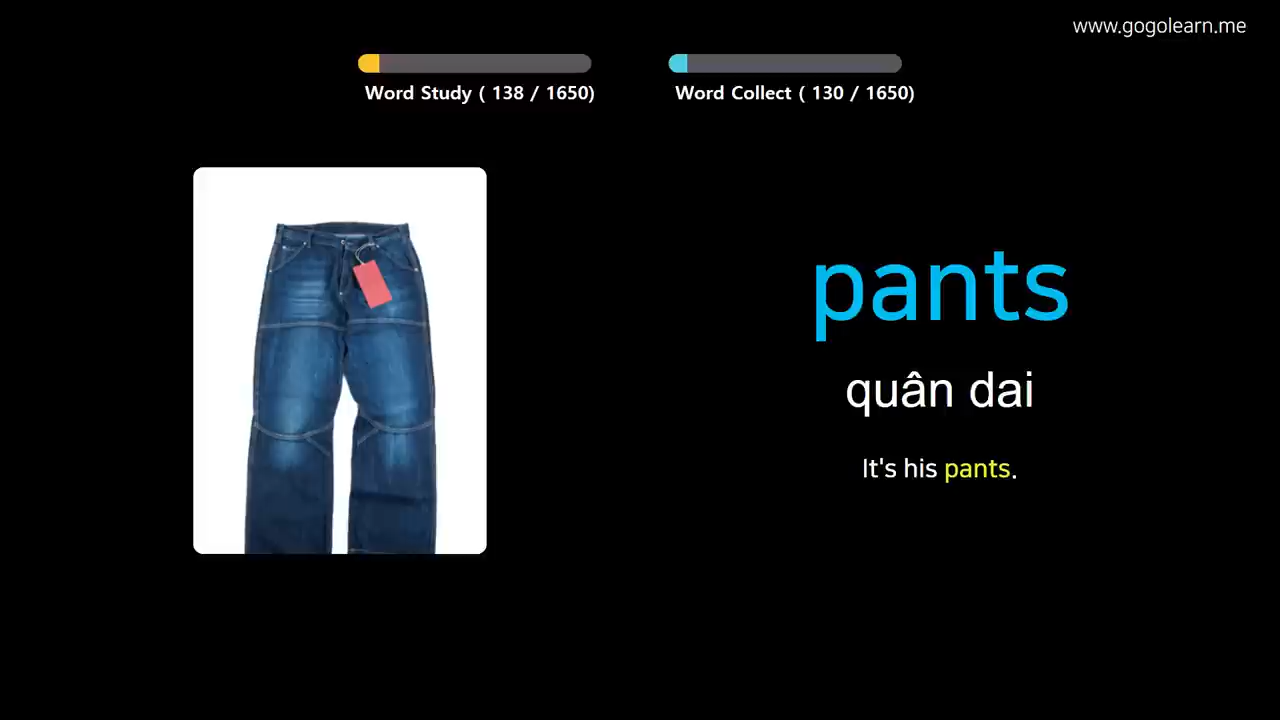 www.gogolearn.me
Word Study ( 138 / 1650)
Word Collect ( 130 / 1650)
pants
quân dai
It's his pants.